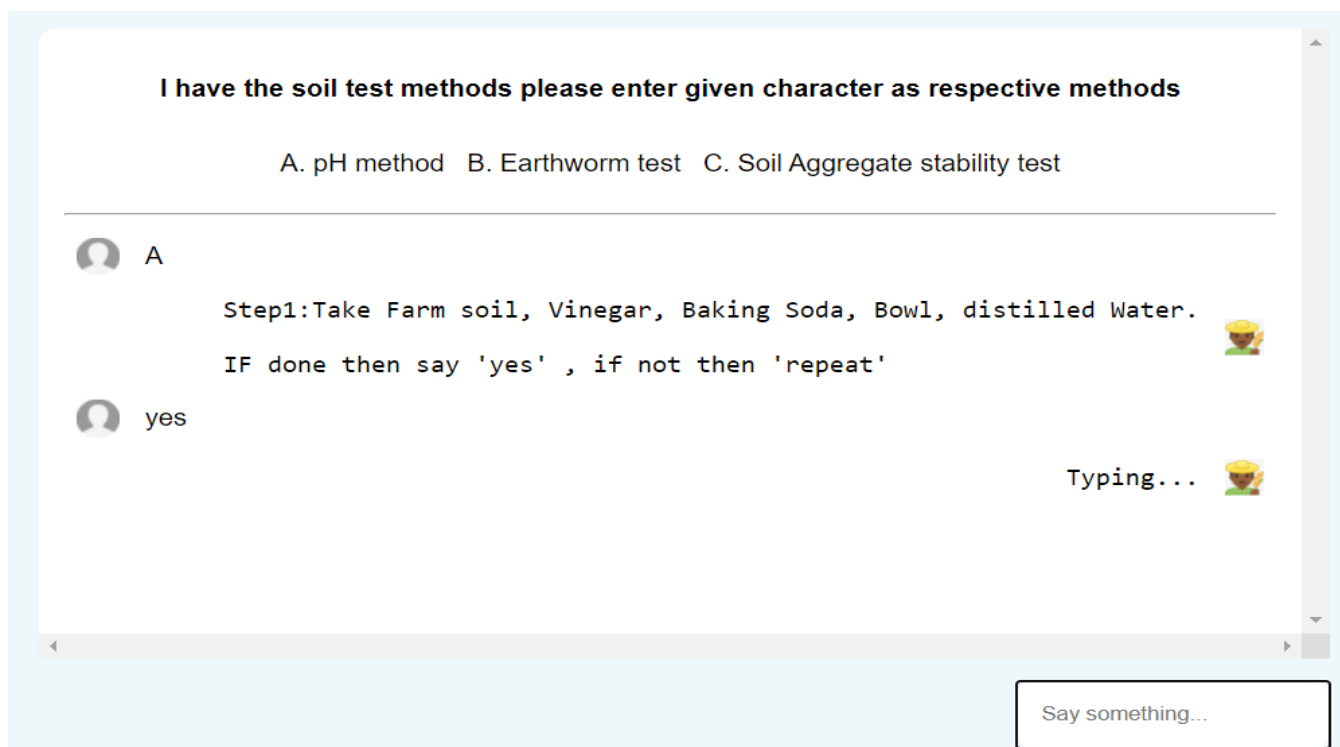 I have the soil test methods please enter given character as respective methods
A. pH method B. Earthworm test C. Soil Aggregate stability test
A
Step1:Take Farm soil, Vinegar, Baking Soda, Bowl, distilled Water.
IF done then say 'yes' , if not then 'repeat'
yes
Typing...
Say something...